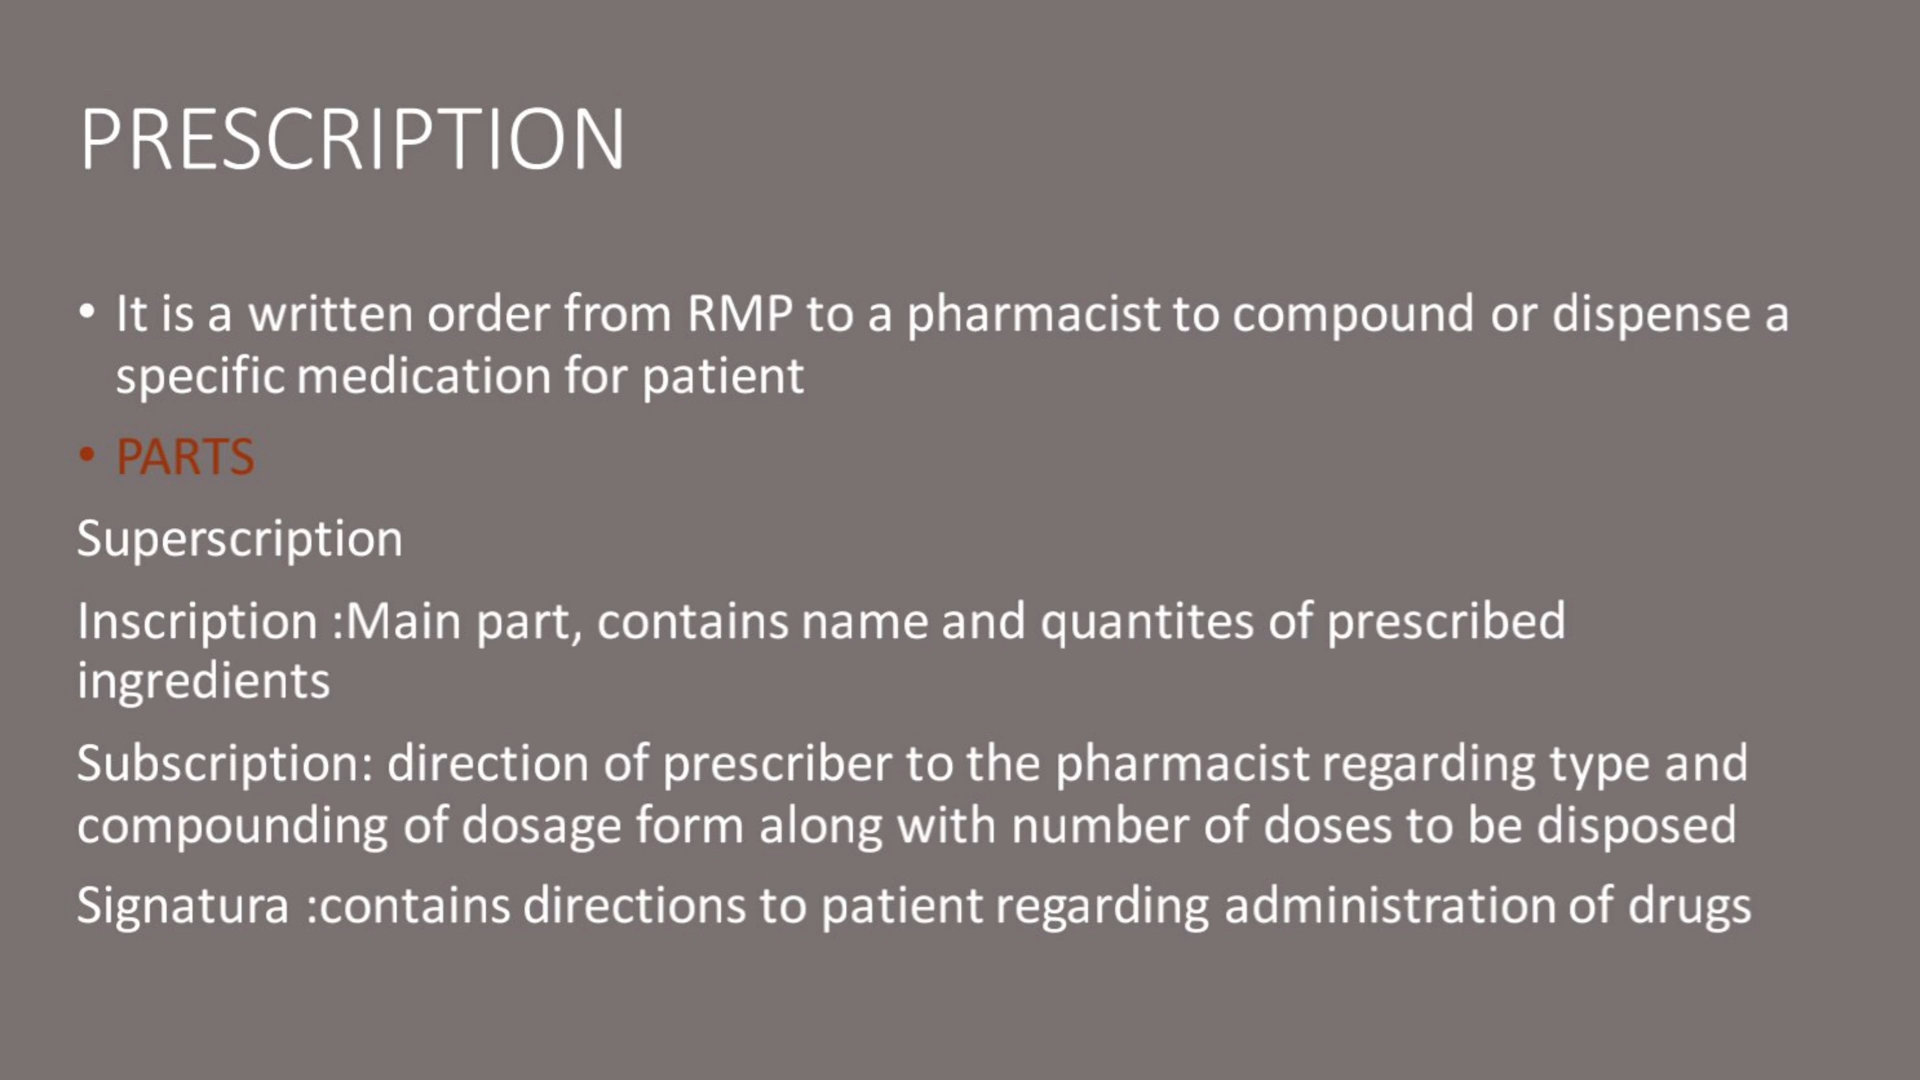 PRESCRIPTION
• It is a written order from RMP to a pharmacist to compound or dispense a
specific medication for patient
• PARTS
Superscription
Inscription :Main part, contains name and quantites of prescribed
ingredients
Subscription: direction of prescriber to the pharmacist regarding type and
compounding of dosage form along with number of doses to be disposed
Signatura :contains directions to patient regarding administration of drugs